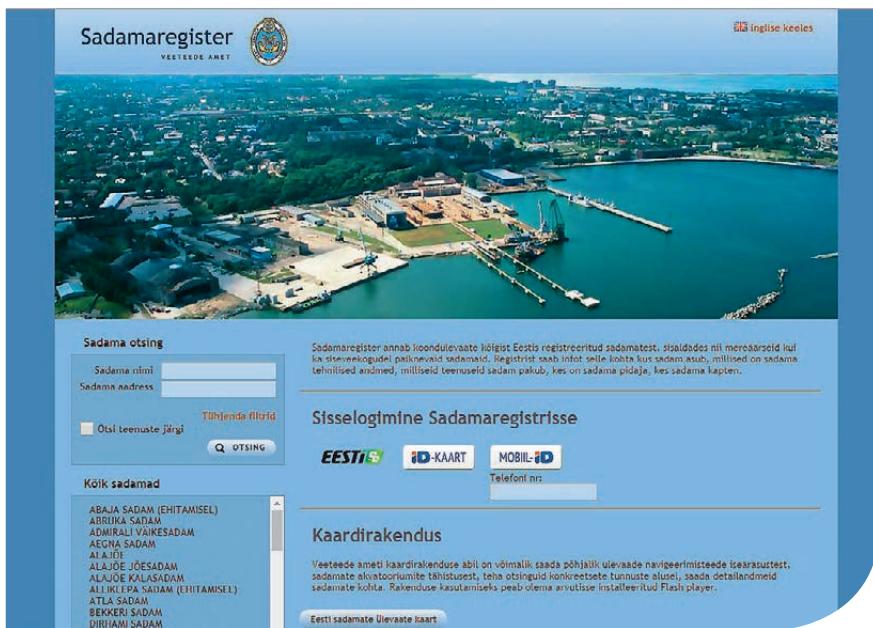 Sadamaregister
VEETEEDE AMET
inglise keeles
Sadama otsing
Sadama nimi
Sadama aadress
Tühjenda filtrid
Otsi teenuste järgi
OTSING
Kõik sadamad
ABAJA SADAM (EHITAMISEL)
ABRUKA SADAM
ADMIRALI VÄIKESADAM
AEGNA SADAM
ALAJÕE
ALAJÕE JÕESADAM
ALAJÕE KALASADAM
ALLIKLEPA SADAM (EHITAMISEL)
ATLA SADAM
BEKKERI SADAM
DIRHAMI SADAM
Sadamaregister annab koondülevaate kõigist Eestis registreeritud sadamatest, sisaldades nii mereäärseid kui
ka siseveekogudel paiknevaid sadamaid. Registrist saab infot selle kohta kus sadam asub, millised on sadama
tehnilised andmed, milliseid teenuseid sadam pakub, kes on sadama pidaja, kes sadama kapten.
Sisselogimine Sadamaregistrisse
EESTi
iD-KAART
MOBIIL-iD
Telefoni nr:
Kaardirakendus
Veeteede ameti kaardirakenduse abil on võimalik saada põhjalik ülevaade navigeerimisteede iseärasustest,
sadamate akvatooriumite tähistusest, teha otsinguid konkreetsete tunnuste alusel, saada detailandmeid
sadamate kohta. Rakenduse kasutamiseks peab olema arvutisse installeeritud Flash player.
Eesti sadamate ülevaate kaart